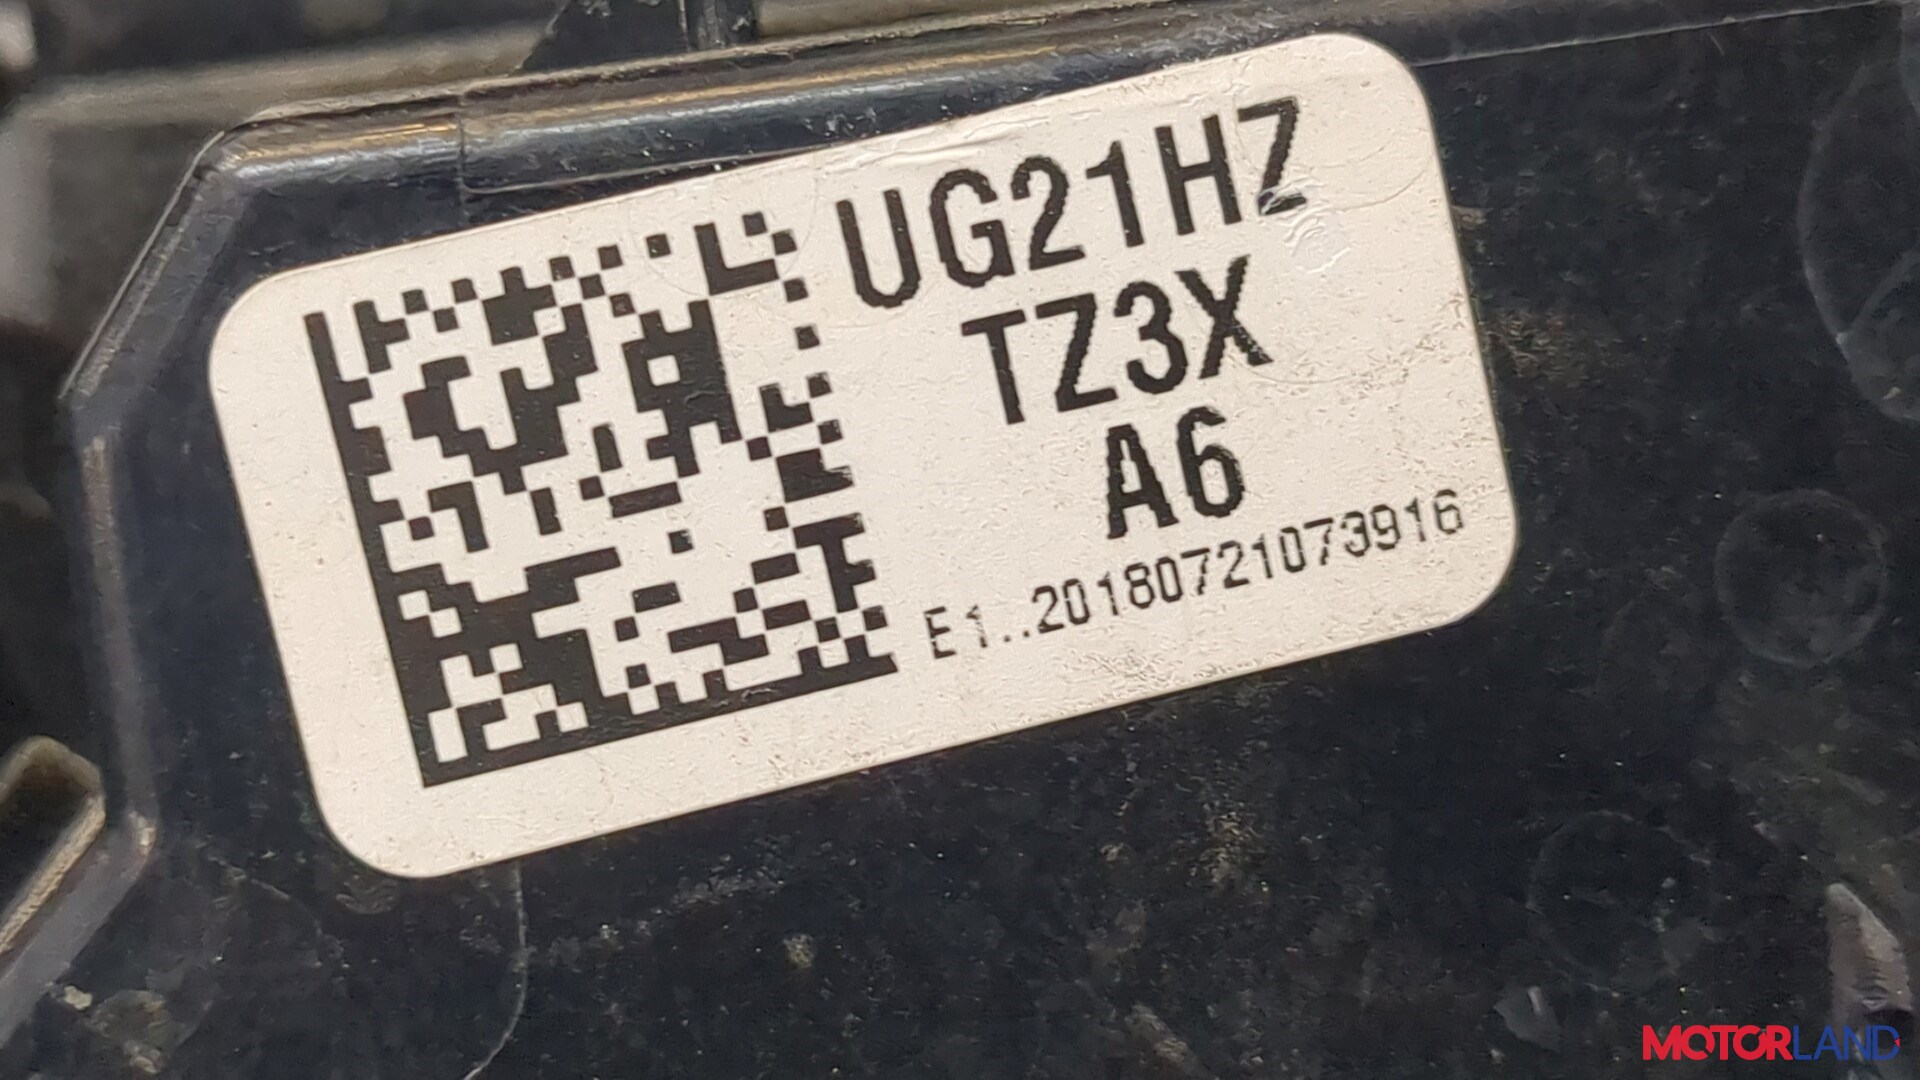 UG21HZ
TZ3X
A6
E1..20180721073916
MOTORLAND